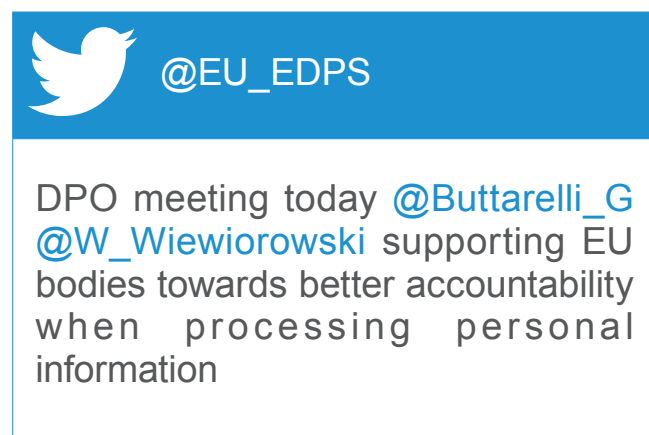 @EU_EDPS
DPO meeting today @Buttarelli_G
@W_Wiewiorowski supporting EU
bodies towards better accountability
when processing personal
information